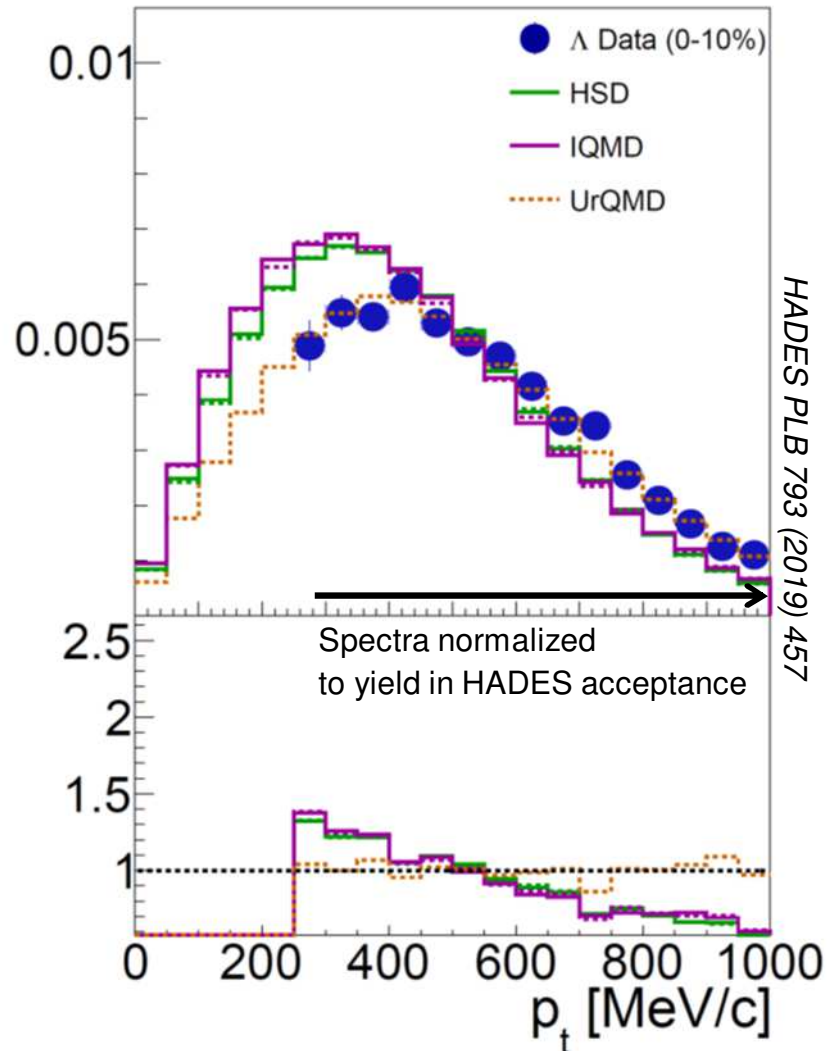 0.01
0.005
Λ Data (0-10%)
HSD
IQMD
UrQMD
HADES PLB 793 (2019) 457
Spectra normalized
to yield in HADES acceptance
2.5
2
1.5
1
0 200 400 600 800 1000
p_t [MeV/c]